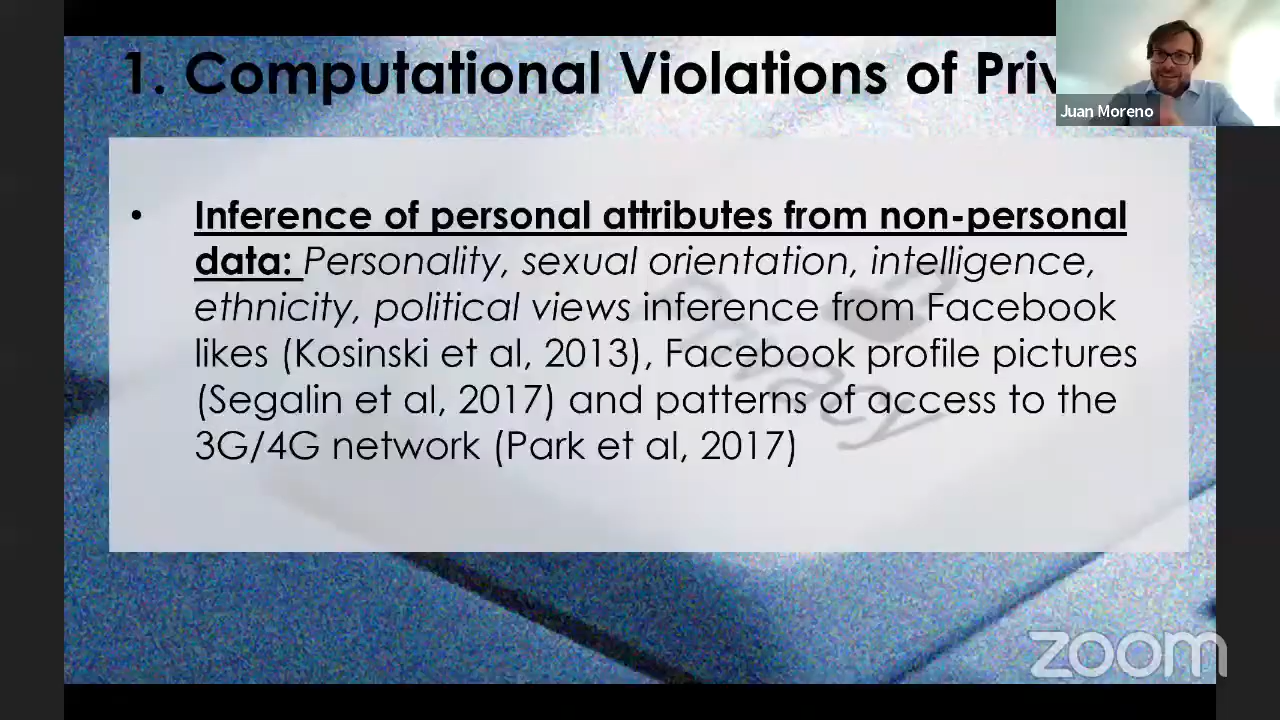 1. Computational Violations of Priv
Juan Moreno
• Inference of personal attributes from non-personal
data: Personality, sexual orientation, intelligence,
ethnicity, political views inference from Facebook
likes (Kosinski et al, 2013), Facebook profile pictures
(Segalin et al, 2017) and patterns of access to the
3G/4G network (Park et al, 2017)
zoom